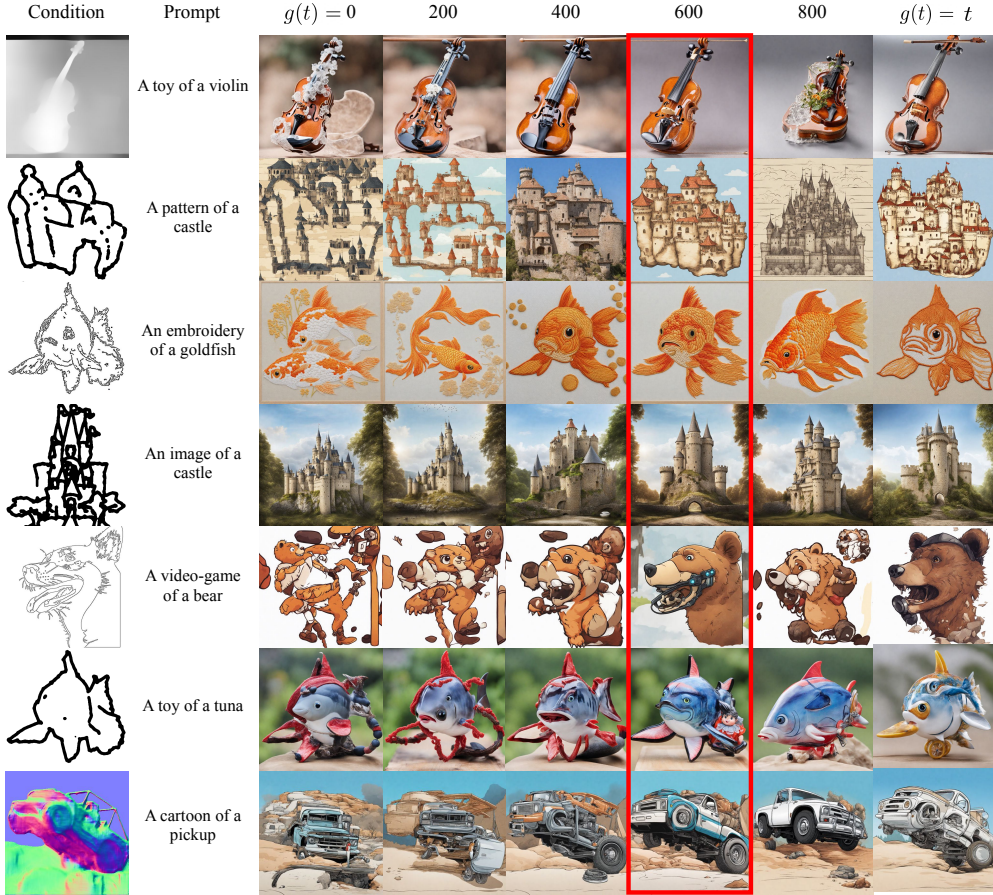 Condition Prompt g(t) = 0 200 400 600 800 g(t) = t
A toy of a violin
A pattern of a
castle
An embroidery
of a goldfish
An image of a
castle
A video-game
of a bear
A toy of a tuna
A cartoon of a
pickup